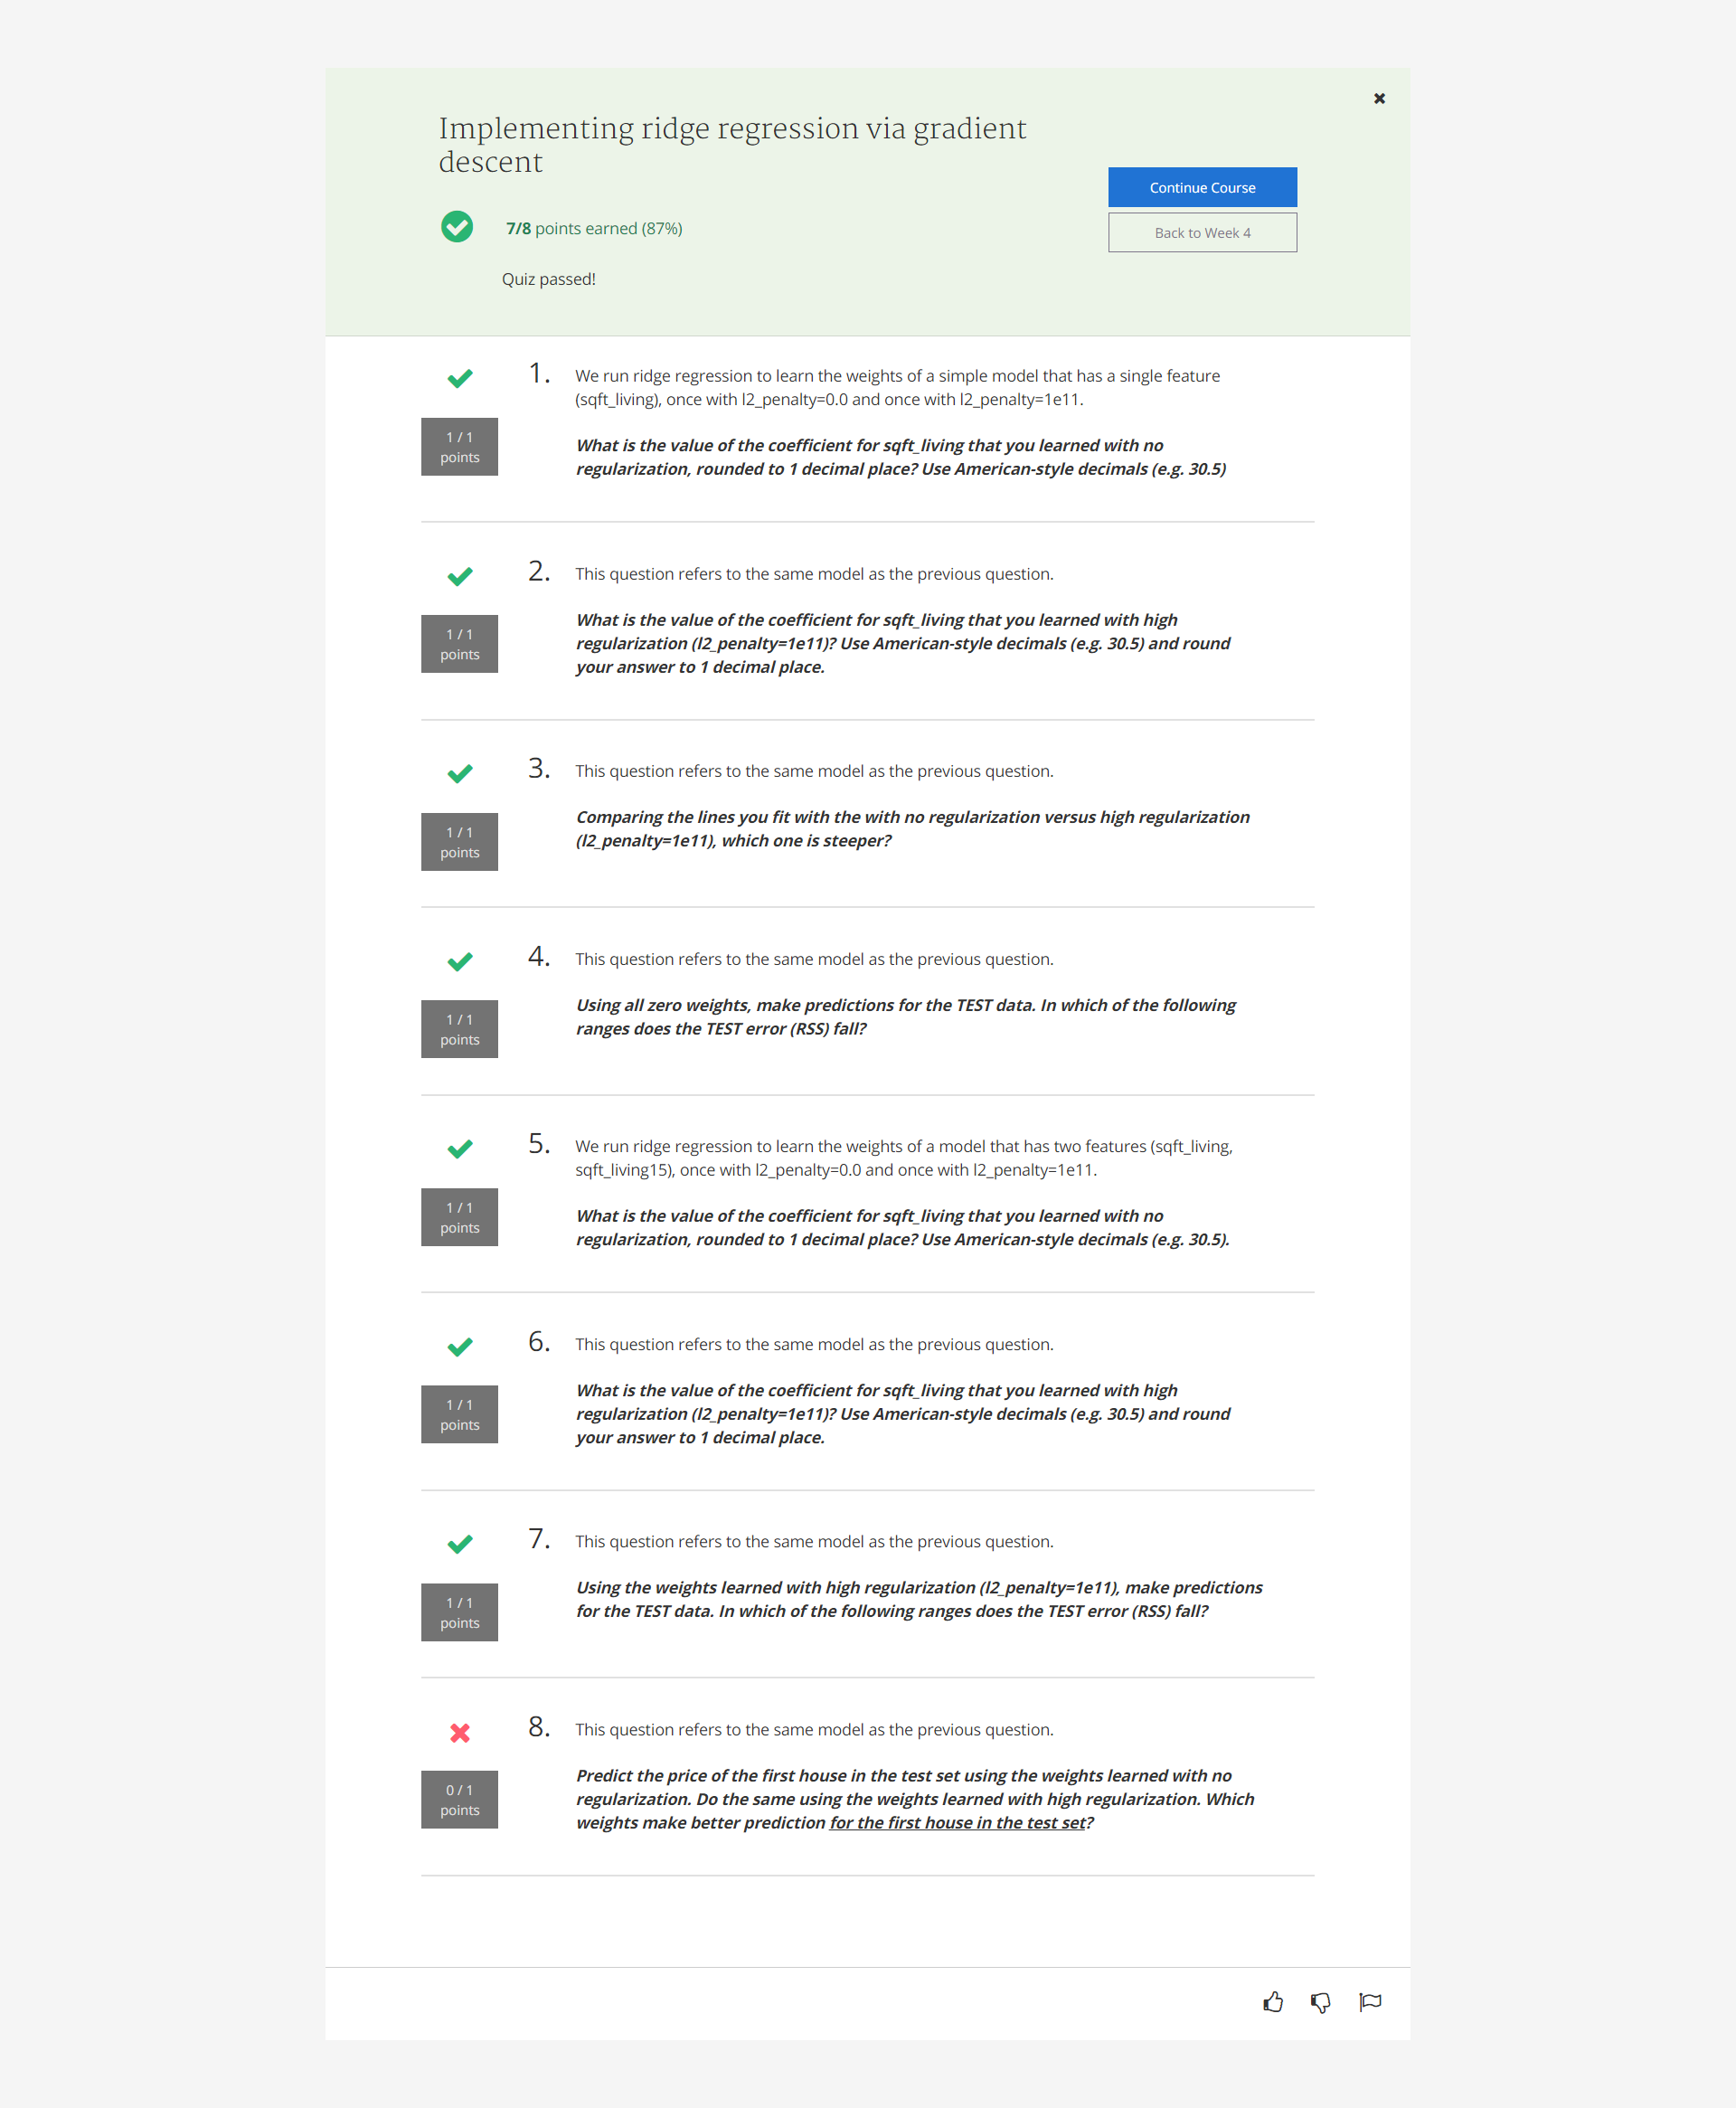 Implementing ridge regression via gradient
descent
Continue Course
7/8 points earned (87%)
Back to Week 4
Quiz passed!
1. We run ridge regression to learn the weights of a simple model that has a single feature
(sqft_living), once with l2_penalty=0.0 and once with l2_penalty=1e11.
1 / 1
points
What is the value of the coefficient for sqft_living that you learned with no
regularization, rounded to 1 decimal place? Use American-style decimals (e.g. 30.5)
2. This question refers to the same model as the previous question.
1 / 1
points
What is the value of the coefficient for sqft_living that you learned with high
regularization (l2_penalty=1e11)? Use American-style decimals (e.g. 30.5) and round
your answer to 1 decimal place.
3. This question refers to the same model as the previous question.
1 / 1
points
Comparing the lines you fit with the with no regularization versus high regularization
(l2_penalty=1e11), which one is steeper?
4. This question refers to the same model as the previous question.
1 / 1
points
Using all zero weights, make predictions for the TEST data. In which of the following
ranges does the TEST error (RSS) fall?
5. We run ridge regression to learn the weights of a model that has two features (sqft_living,
sqft_living15), once with l2_penalty=0.0 and once with l2_penalty=1e11.
1 / 1
points
What is the value of the coefficient for sqft_living that you learned with no
regularization, rounded to 1 decimal place? Use American-style decimals (e.g. 30.5).
6. This question refers to the same model as the previous question.
1 / 1
points
What is the value of the coefficient for sqft_living that you learned with high
regularization (l2_penalty=1e11)? Use American-style decimals (e.g. 30.5) and round
your answer to 1 decimal place.
7. This question refers to the same model as the previous question.
1 / 1
points
Using the weights learned with high regularization (l2_penalty=1e11), make predictions
for the TEST data. In which of the following ranges does the TEST error (RSS) fall?
8. This question refers to the same model as the previous question.
0 / 1
points
Predict the price of the first house in the test set using the weights learned with no
regularization. Do the same using the weights learned with high regularization. Which
weights make better prediction for the first house in the test set?